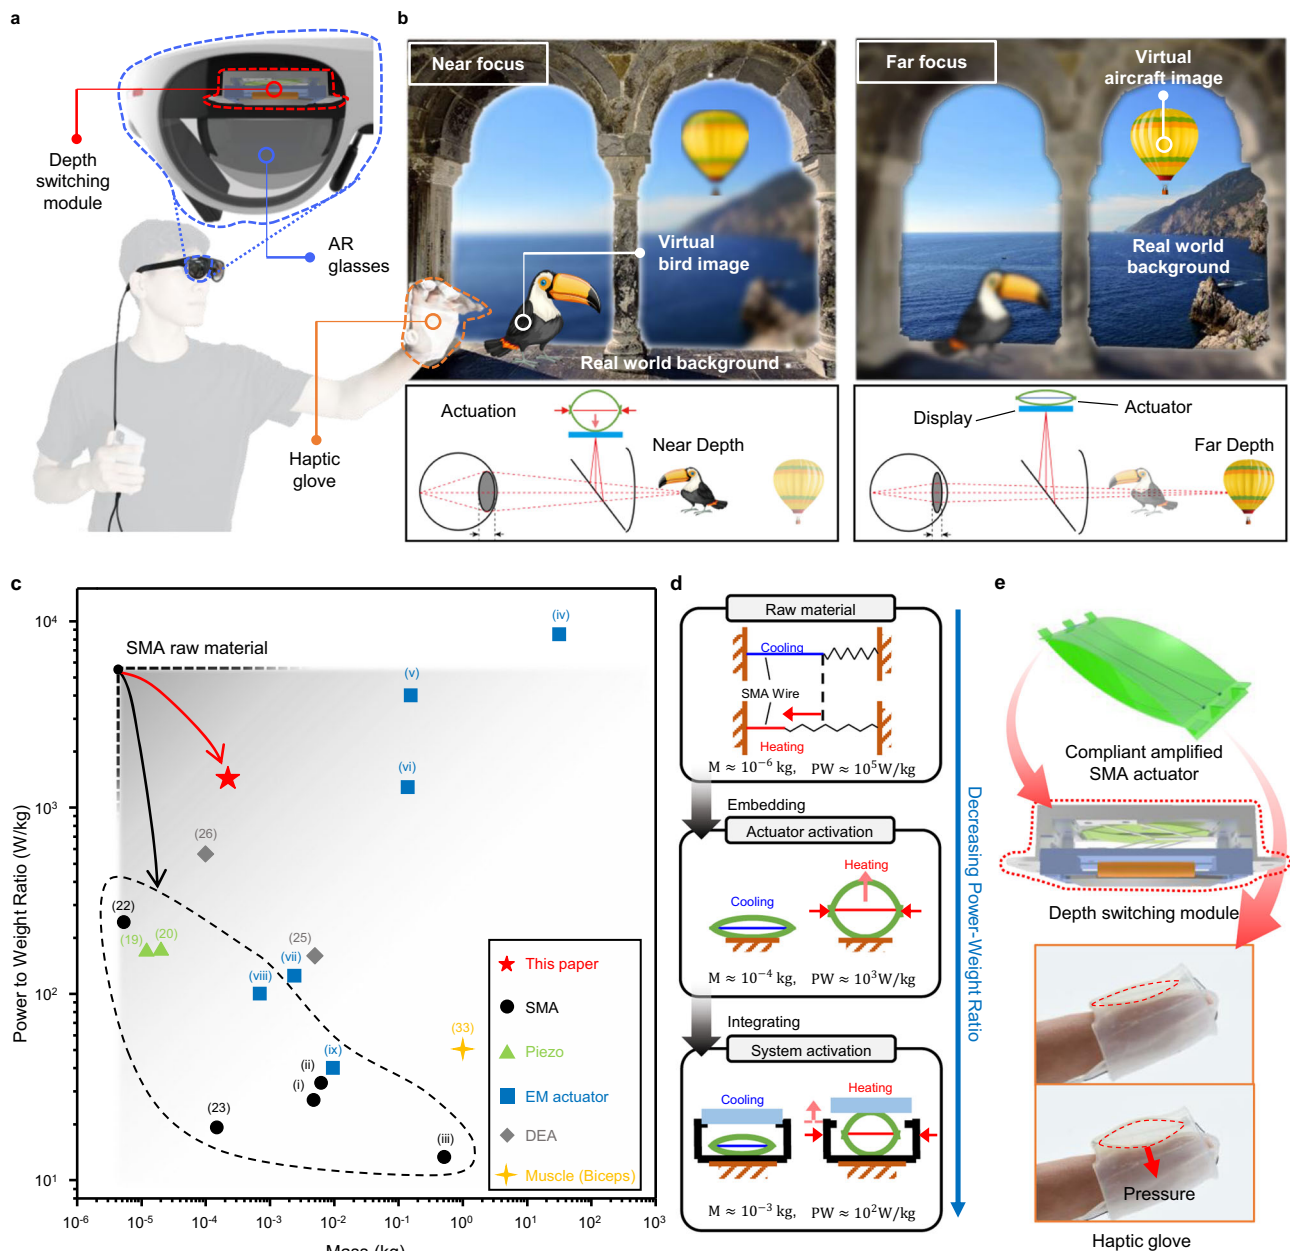 a
Depth
switching
module
AR
glasses
Haptic
glove
b
Near focus
Virtual
bird image
Real world background
Far focus
Virtual
aircraft image
Real world
background
Actuation
Near Depth
Display
Actuator
Far Depth
c
Power to Weight Ratio (W/kg)
10⁴
10³
10²
10¹
SMA raw material
(iv)
(v)
(vi)
(26)
(22)
(19)
(20)
(25)
(vii)
(viii)
(33)
(ix)
(ii)
(i)
(23)
(iii)
This paper
SMA
Piezo
EM actuator
DEA
Muscle (Biceps)
10⁻⁶ 10⁻⁵ 10⁻⁴ 10⁻³ 10⁻² 10⁻¹ 10⁰ 10¹ 10² 10³
Mass (kg)
d
Raw material
Cooling
SMA Wire
Heating
M ≈ 10⁻⁶ kg, PW ≈ 10⁵W/kg
Embedding
Actuator activation
Heating
Cooling
M ≈ 10⁻⁴ kg, PW ≈ 10³W/kg
Integrating
System activation
Cooling
Heating
M ≈ 10⁻³ kg, PW ≈ 10²W/kg
Decreasing Power-Weight Ratio
e
Compliant amplified
SMA actuator
Depth switching module
Pressure
Haptic glove